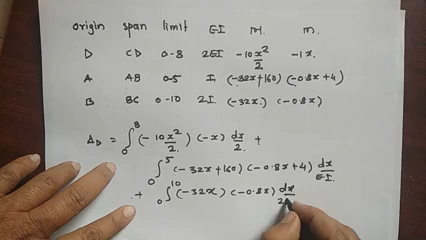 origin span limit EI M. m.
D CD 0-8 2EI -10x²/2 -1x.
A AB 0-5 I, (-32x+160) (-0.8x+4)
B BC 0-10 2I. (-32x.) (-0.8x)
Δ_D = ∫₀⁸ (-10x²/2.) (-x) dx/2. +
∫₀⁵ (-32x+160) (-0.8x+4) dx/EI.
+ ∫₀¹⁰ (-32x) (-0.8x) dx/2